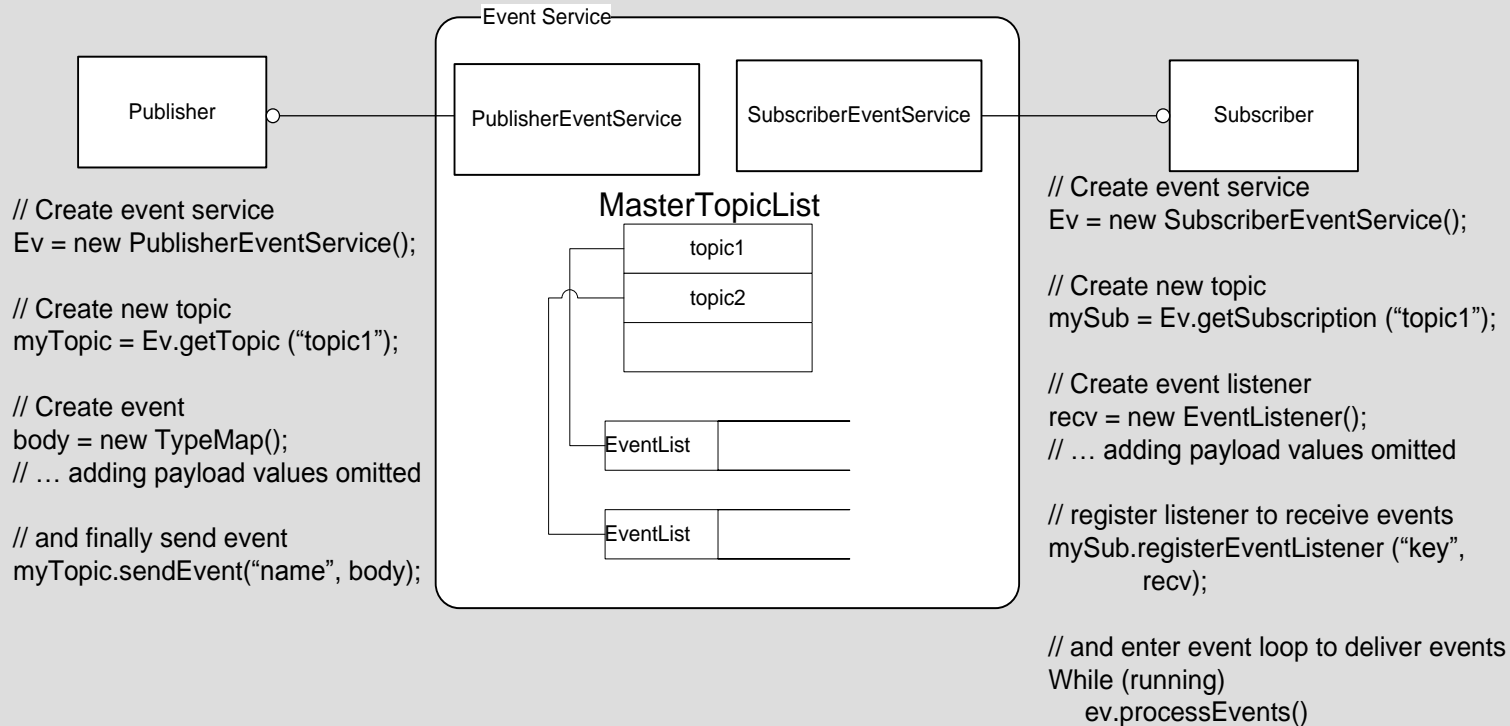 Event Service
Publisher
PublisherEventService
SubscriberEventService
Subscriber
// Create event service
Ev = new PublisherEventService();
// Create new topic
myTopic = Ev.getTopic (“topic1”);
// Create event
body = new TypeMap();
// … adding payload values omitted
// and finally send event
myTopic.sendEvent(“name”, body);
MasterTopicList
topic1
topic2
EventList
EventList
// Create event service
Ev = new SubscriberEventService();
// Create new topic
mySub = Ev.getSubscription (“topic1”);
// Create event listener
recv = new EventListener();
// … adding payload values omitted
// register listener to receive events
mySub.registerEventListener (“key”,
recv);
// and enter event loop to deliver events
While (running)
ev.processEvents()